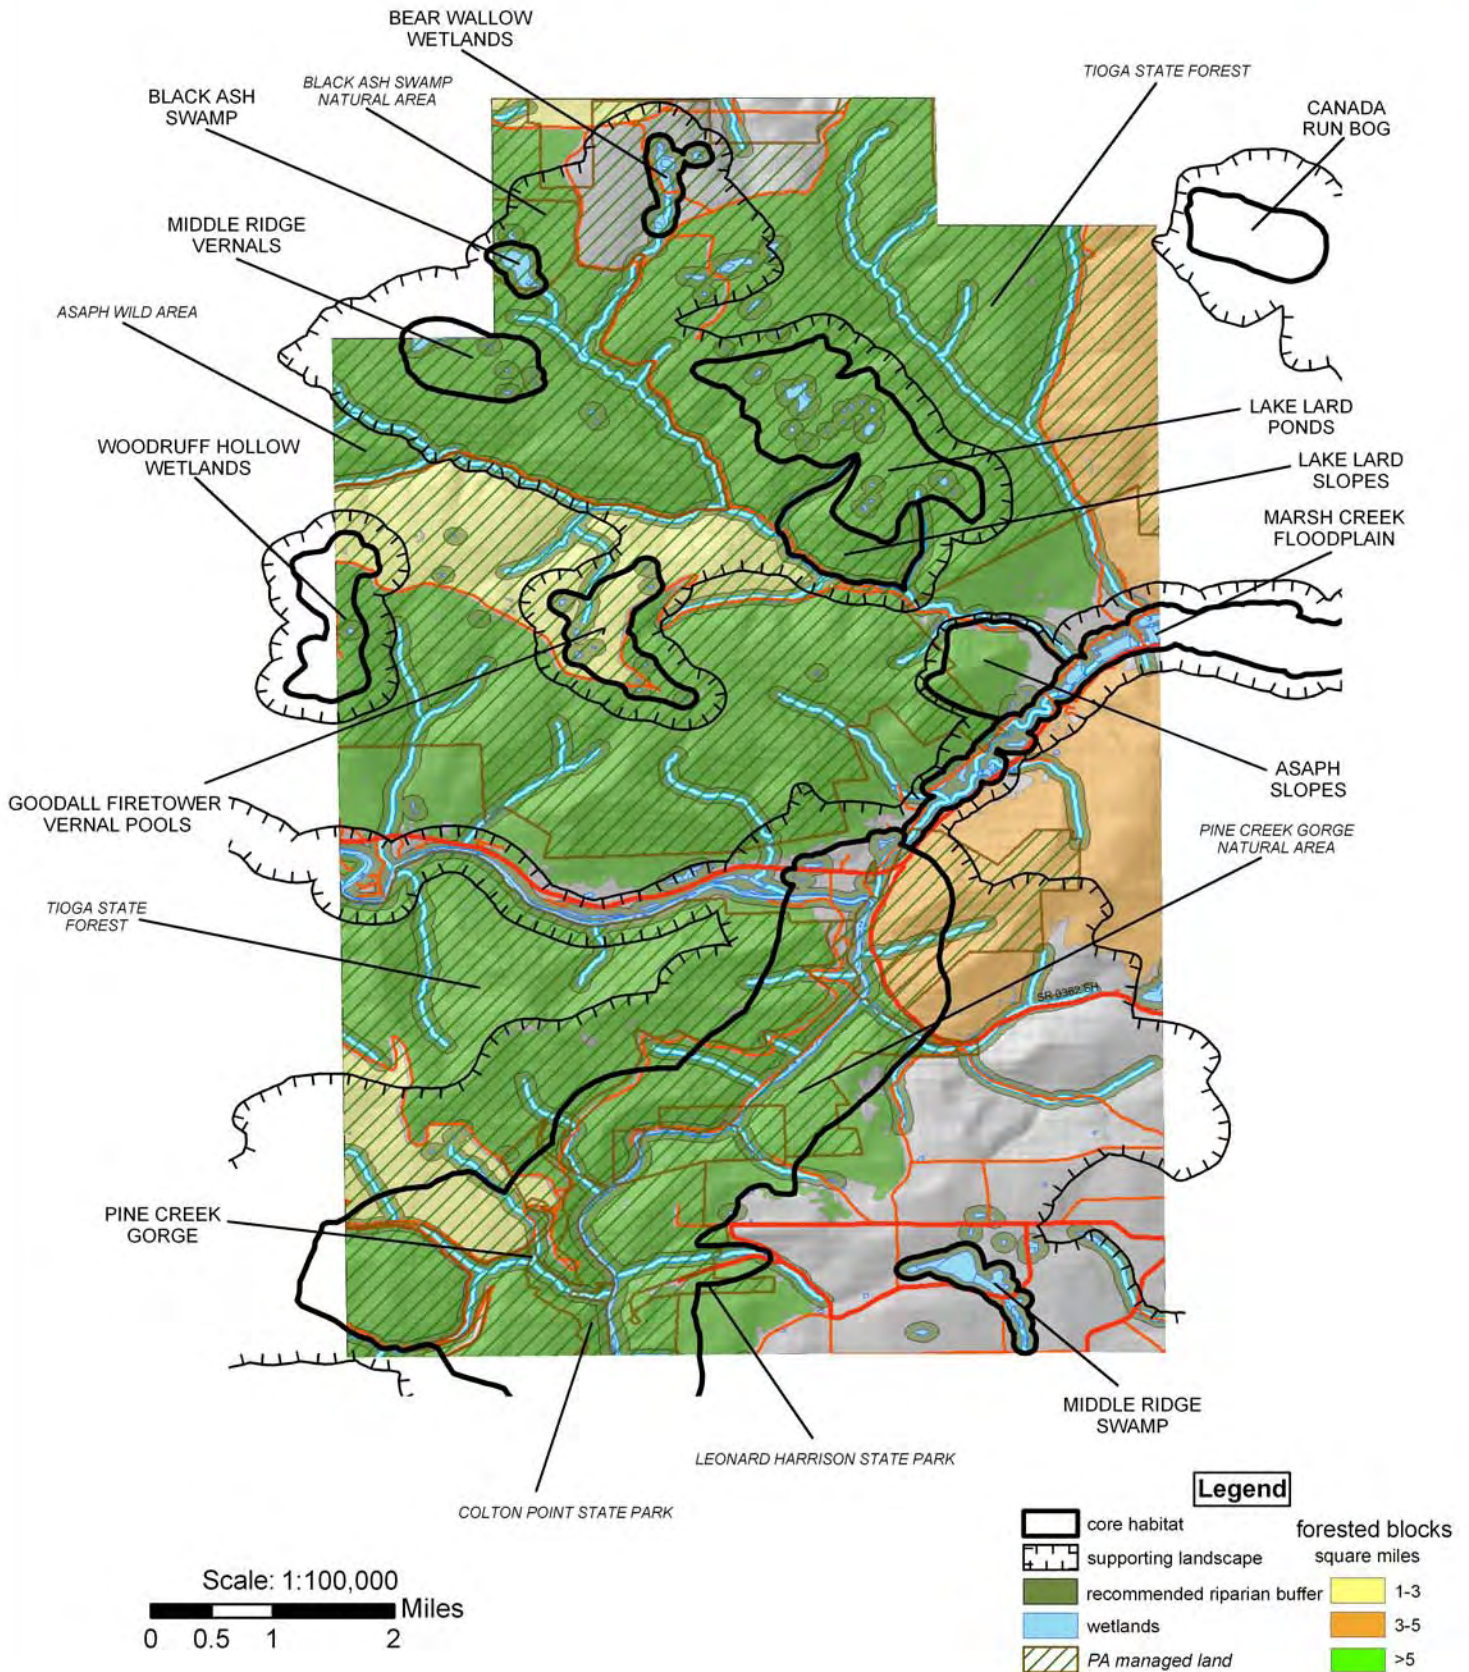 BEAR WALLOW
WETLANDS
BLACK ASH SWAMP
NATURAL AREA
TIOGA STATE FOREST
BLACK ASH
SWAMP
CANADA
RUN BOG
MIDDLE RIDGE
VERNALS
ASAPH WILD AREA
LAKE LARD
PONDS
WOODRUFF HOLLOW
WETLANDS
LAKE LARD
SLOPES
MARSH CREEK
FLOODPLAIN
ASAPH
SLOPES
GOODALL FIRETOWER
VERNAL POOLS
PINE CREEK GORGE
NATURAL AREA
TIOGA STATE
FOREST
SR 0362 EH
PINE CREEK
GORGE
MIDDLE RIDGE
SWAMP
LEONARD HARRISON STATE PARK
COLTON POINT STATE PARK
Legend
core habitat
supporting landscape
recommended riparian buffer
wetlands
PA managed land
forested blocks
square miles
1-3
3-5
>5
Scale: 1:100,000
Miles
0 0.5 1 2